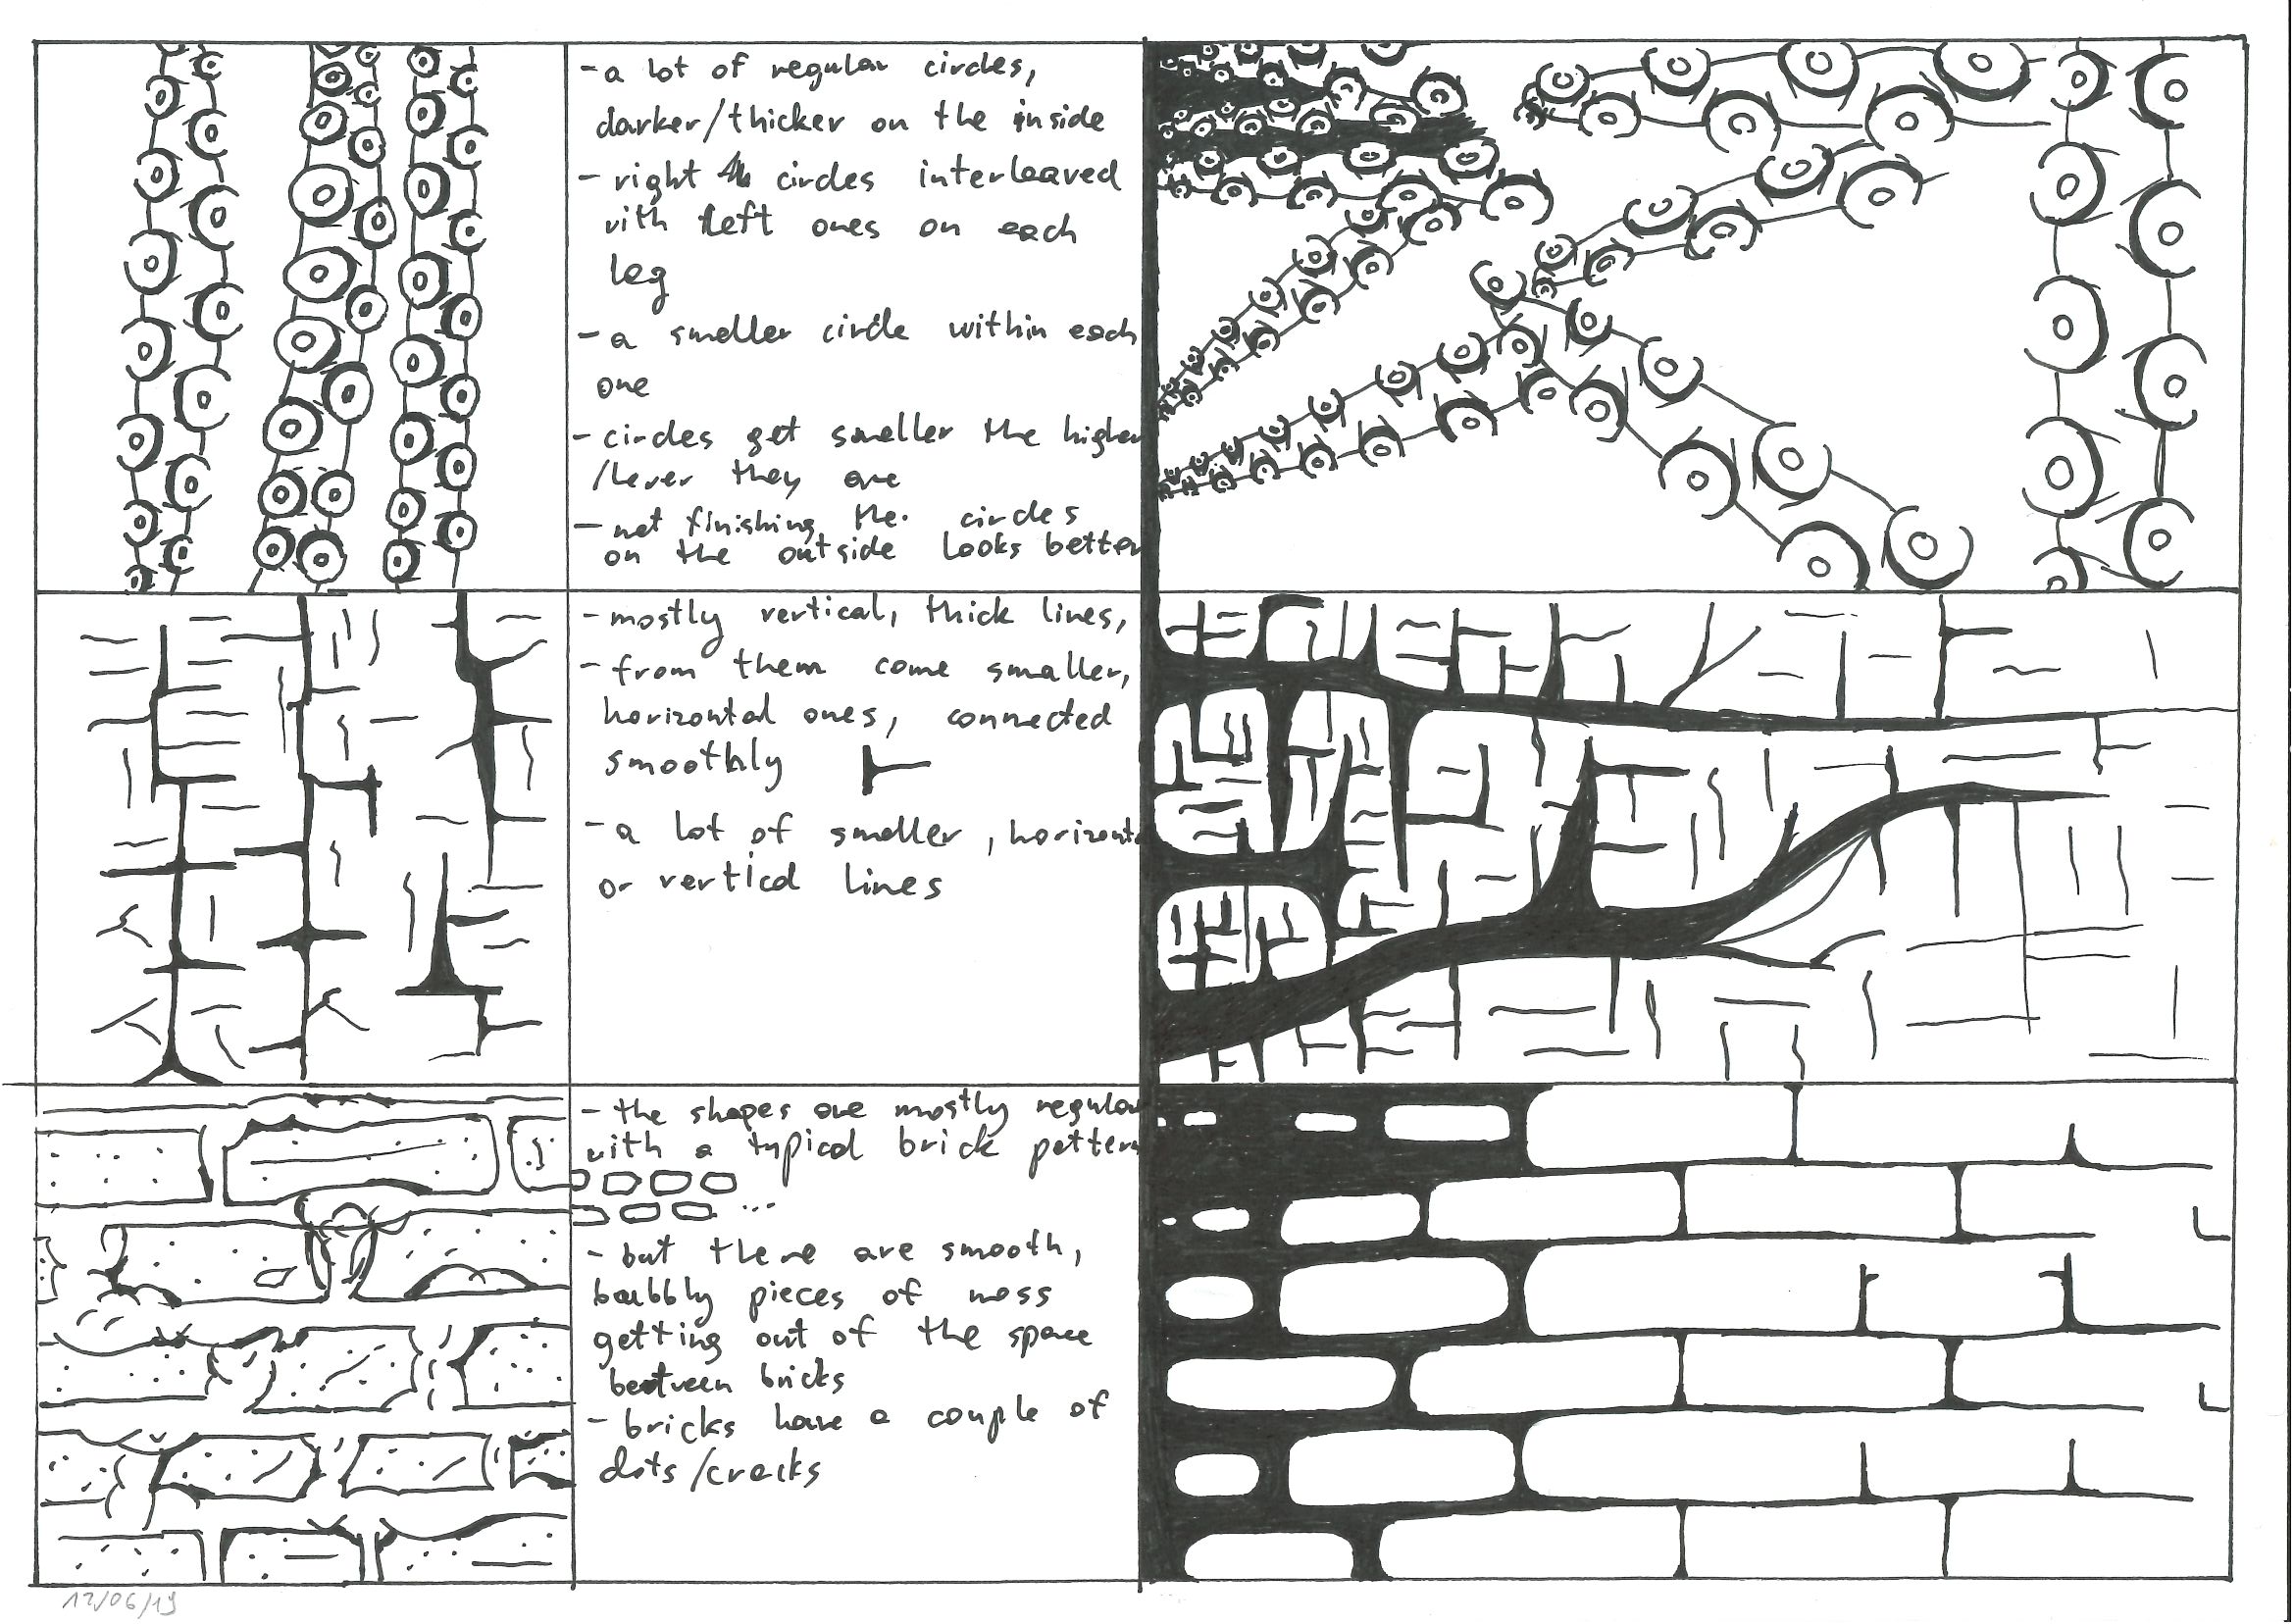 - a lot of regular circles,
darker/thicker on the inside
- right circles interleaved
with left ones on each
leg
- a smaller circle within each
one
- circles get smaller the higher
/lower they are
- not finishing the circles
on the outside looks better
- mostly vertical, thick lines,
- from them come smaller,
horizontal ones, connected
smoothly
- a lot of smaller, horizonta
or vertical lines
- the shapes are mostly regular
with a typical brick pattern
...
- but there are smooth,
bubbly pieces of moss
getting out of the space
between bricks
- bricks have a couple of
dots/cracks
12/06/19